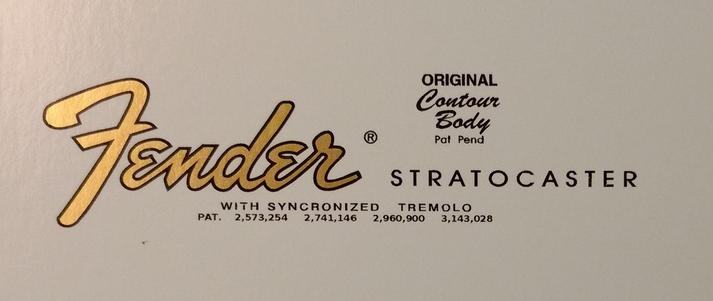 ORIGINAL
Contour
Body
Pat Pend
Fender ®
STRATOCASTER
WITH SYNCRONIZED TREMOLO
PAT. 2,573,254 2,741,146 2,960,900 3,143,028